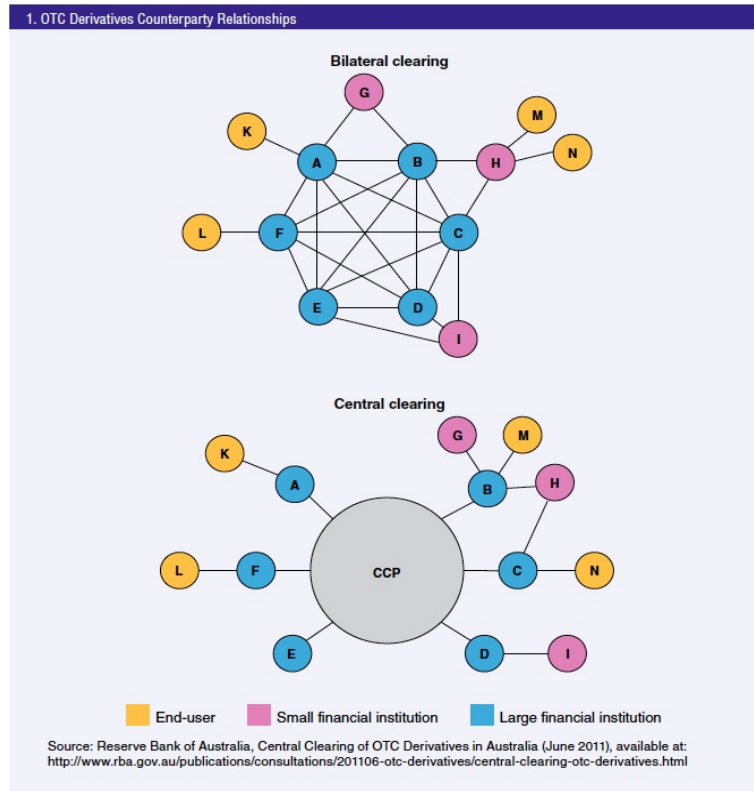 1. OTC Derivatives Counterparty Relationships
Bilateral clearing
G
M
K
N
A
B
H
L
F
C
E
D
I
Central clearing
G
M
K
A
B
H
L
F
CCP
C
N
E
D
I
End-user
Small financial institution
Large financial institution
Source: Reserve Bank of Australia, Central Clearing of OTC Derivatives in Australia (June 2011), available at:
http://www.rba.gov.au/publications/consultations/201106-otc-derivatives/central-clearing-otc-derivatives.html